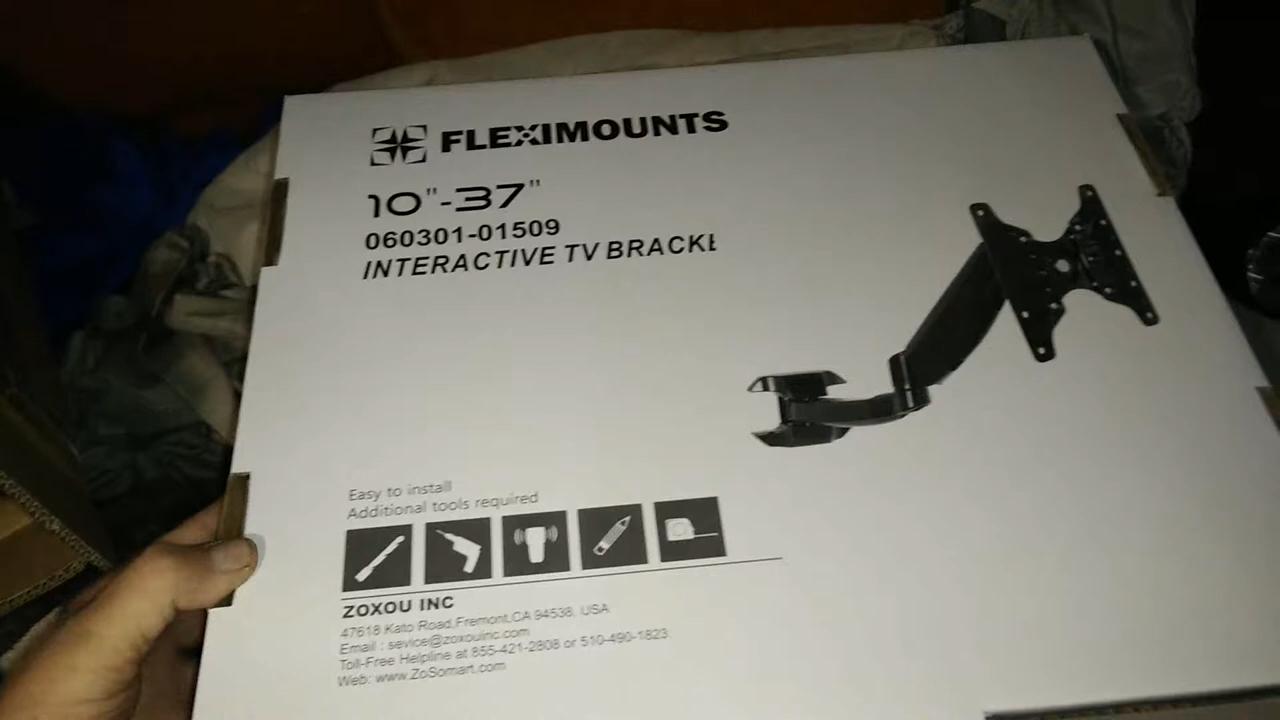 FLEXIMOUNTS
10"-37"
060301-01509
INTERACTIVE TV BRACKE
Easy to install
Additional tools required
ZOXOU INC
47618 Kato Road,Fremont,CA 94538, USA
Email : sevice@zoxouinc.com
Toll-Free Helpline at 855-421-2808 or 510-490-1823
Web: www.ZoSomart.com